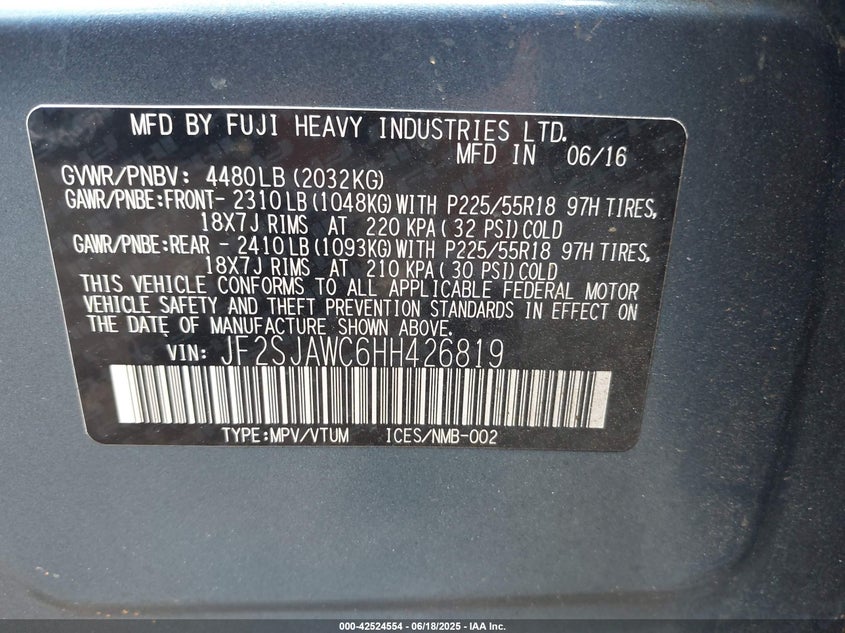 MFD BY FUJI HEAVY INDUSTRIES LTD.
MFD IN 06/16
GVWR/PNBV: 4480LB (2032KG)
GAWR/PNBE:FRONT- 2310LB (1048KG) WITH P225/55R18 97H TIRES,
18X7J RIMS AT 220 KPA ( 32 PSI) COLD
GAWR/PNBE:REAR - 2410LB (1093KG) WITH P225/55R18 97H TIRES,
18X7J RIMS AT 210 KPA ( 30 PSI) COLD
THIS VEHICLE CONFORMS TO ALL APPLICABLE FEDERAL MOTOR
VEHICLE SAFETY AND THEFT PREVENTION STANDARDS IN EFFECT ON
THE DATE OF MANUFACTURE SHOWN ABOVE.
VIN: JF2SJAWC6HH426819
TYPE:MPV/VTUM ICES/NMB-002
000-42524554 - 06/18/2025 - IAA Inc.